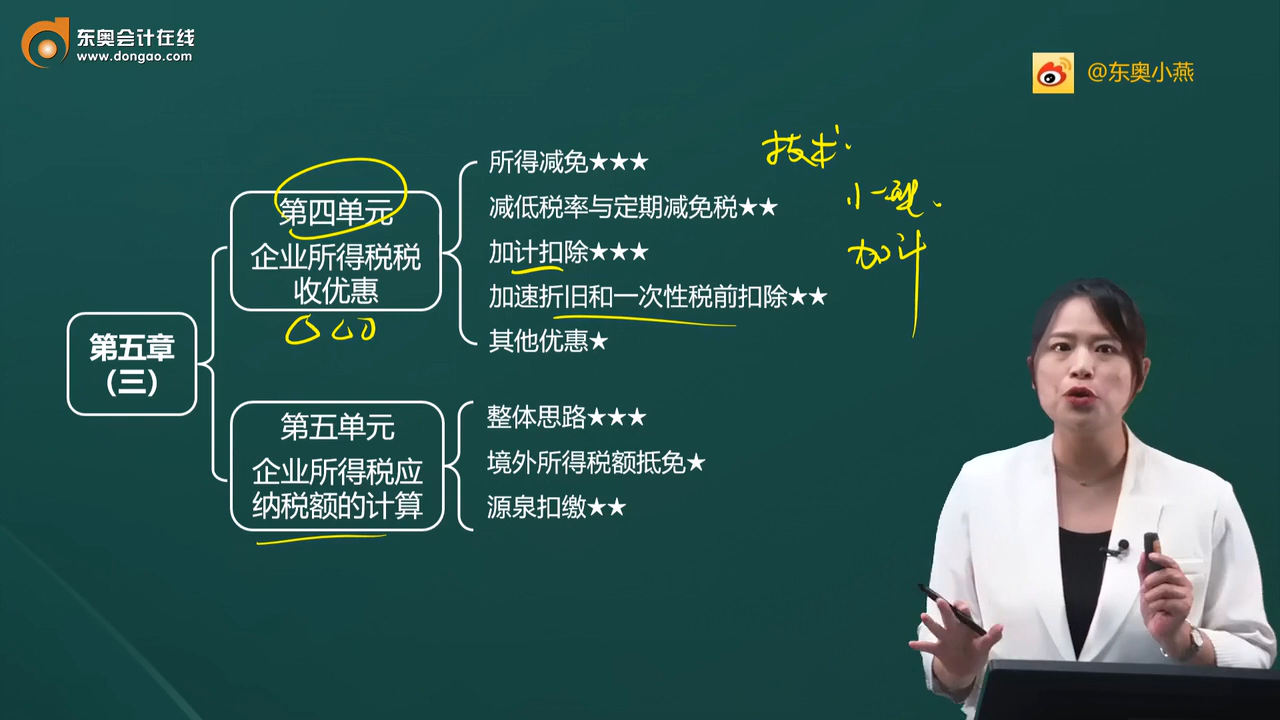 东奥会计在线
www.dongao.com
@东奥小燕
技术
小型
加计
第五章
（三）
第四单元
企业所得税税
收优惠
所得减免★★★
减低税率与定期减免税★★
加计扣除★★★
加速折旧和一次性税前扣除★★
其他优惠★
第五单元
企业所得税应
纳税额的计算
整体思路★★★
境外所得税额抵免★
源泉扣缴★★